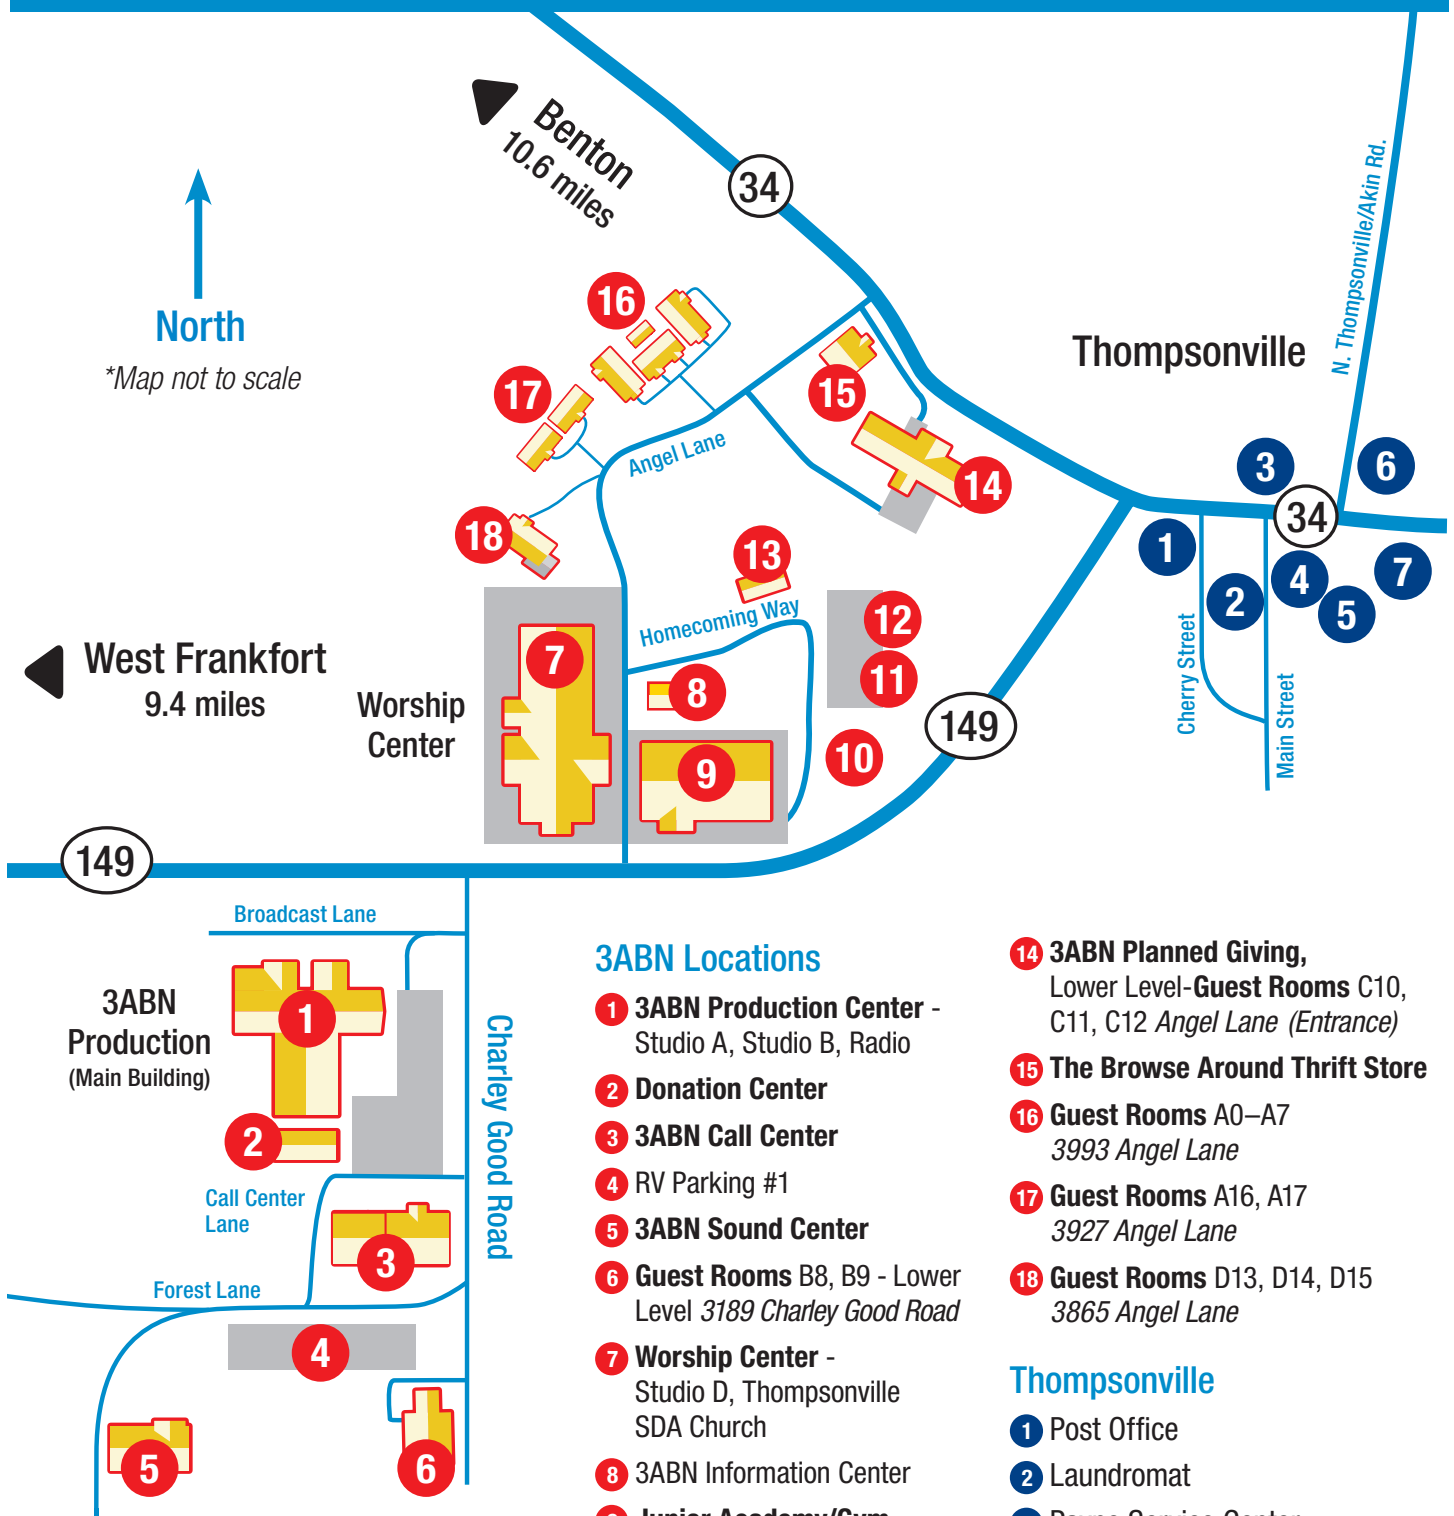 Benton
10.6 miles
34
N. Thompsonville/Akin Rd.
North
*Map not to scale
16
17
15
Thompsonville
Angel Lane
14
3
6
34
18
13
1
4
7
2
5
Homecoming Way
12
11
West Frankfort
9.4 miles
7
8
Worship
Center
Cherry Street
Main Street
149
9
10
149
Broadcast Lane
3ABN
Production
(Main Building)
1
Charley Good Road
2
Call Center
Lane
3
Forest Lane
4
5
6
3ABN Locations
1 3ABN Production Center -
Studio A, Studio B, Radio
2 Donation Center
3 3ABN Call Center
4 RV Parking #1
5 3ABN Sound Center
6 Guest Rooms B8, B9 - Lower
Level 3189 Charley Good Road
7 Worship Center -
Studio D, Thompsonville
SDA Church
8 3ABN Information Center
Junior Academy/Gym
14 3ABN Planned Giving,
Lower Level-Guest Rooms C10,
C11, C12 Angel Lane (Entrance)
15 The Browse Around Thrift Store
16 Guest Rooms A0–A7
3993 Angel Lane
17 Guest Rooms A16, A17
3927 Angel Lane
18 Guest Rooms D13, D14, D15
3865 Angel Lane
Thompsonville
1 Post Office
2 Laundromat
Service Center